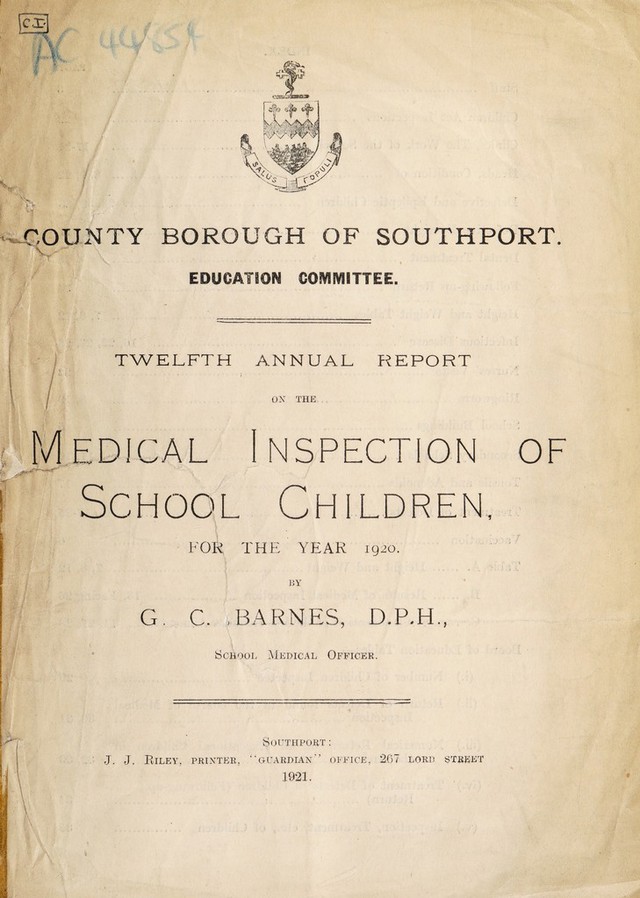 C.I.
AC 44854
SALUS POPULI
COUNTY BOROUGH OF SOUTHPORT.
EDUCATION COMMITTEE.
TWELFTH ANNUAL REPORT
ON THE
MEDICAL INSPECTION OF
SCHOOL CHILDREN,
FOR THE YEAR 1920.
BY
G. C. BARNES, D.P.H.,
SCHOOL MEDICAL OFFICER.
SOUTHPORT:
J. J. RILEY, PRINTER, "GUARDIAN" OFFICE, 267 LORD STREET
1921.